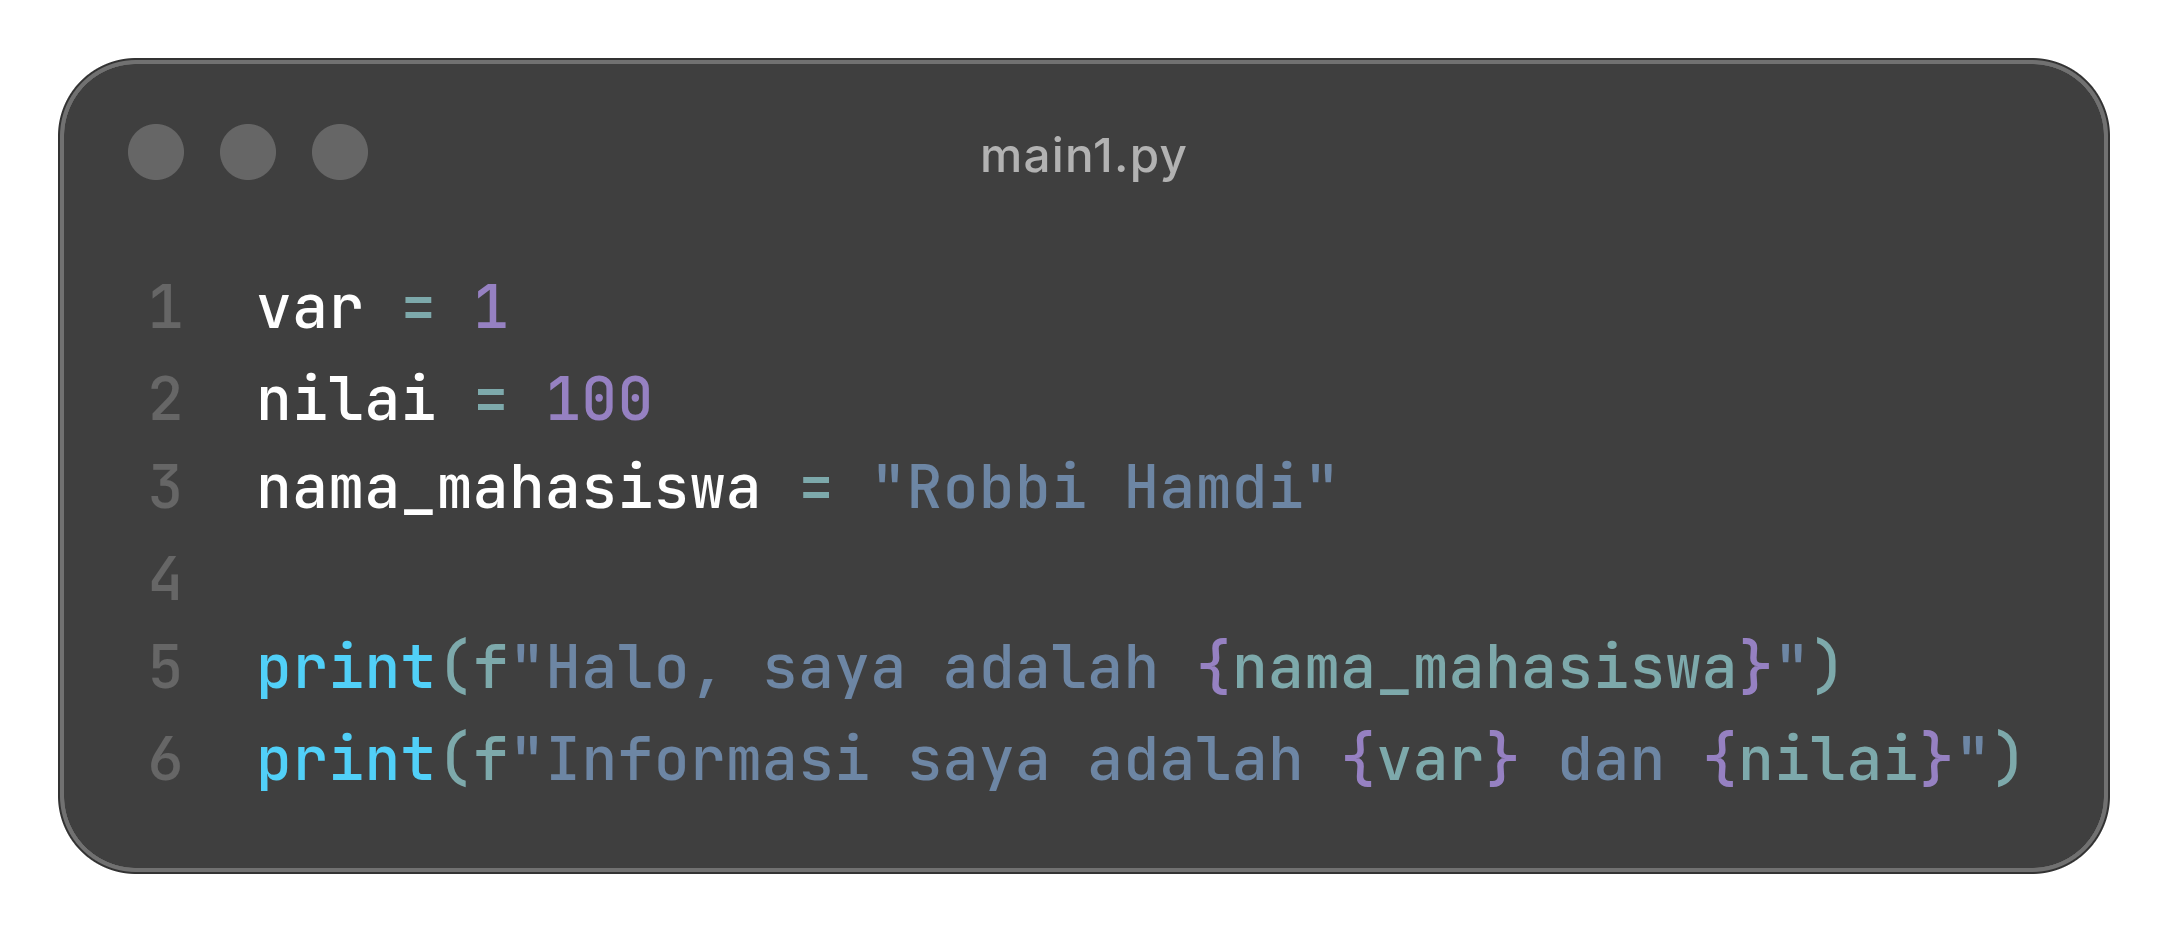 main1.py
1 var = 1
2 nilai = 100
3 nama_mahasiswa = "Robbi Hamdi"
4
5 print(f"Halo, saya adalah {nama_mahasiswa}")
6 print(f"Informasi saya adalah {var} dan {nilai}")